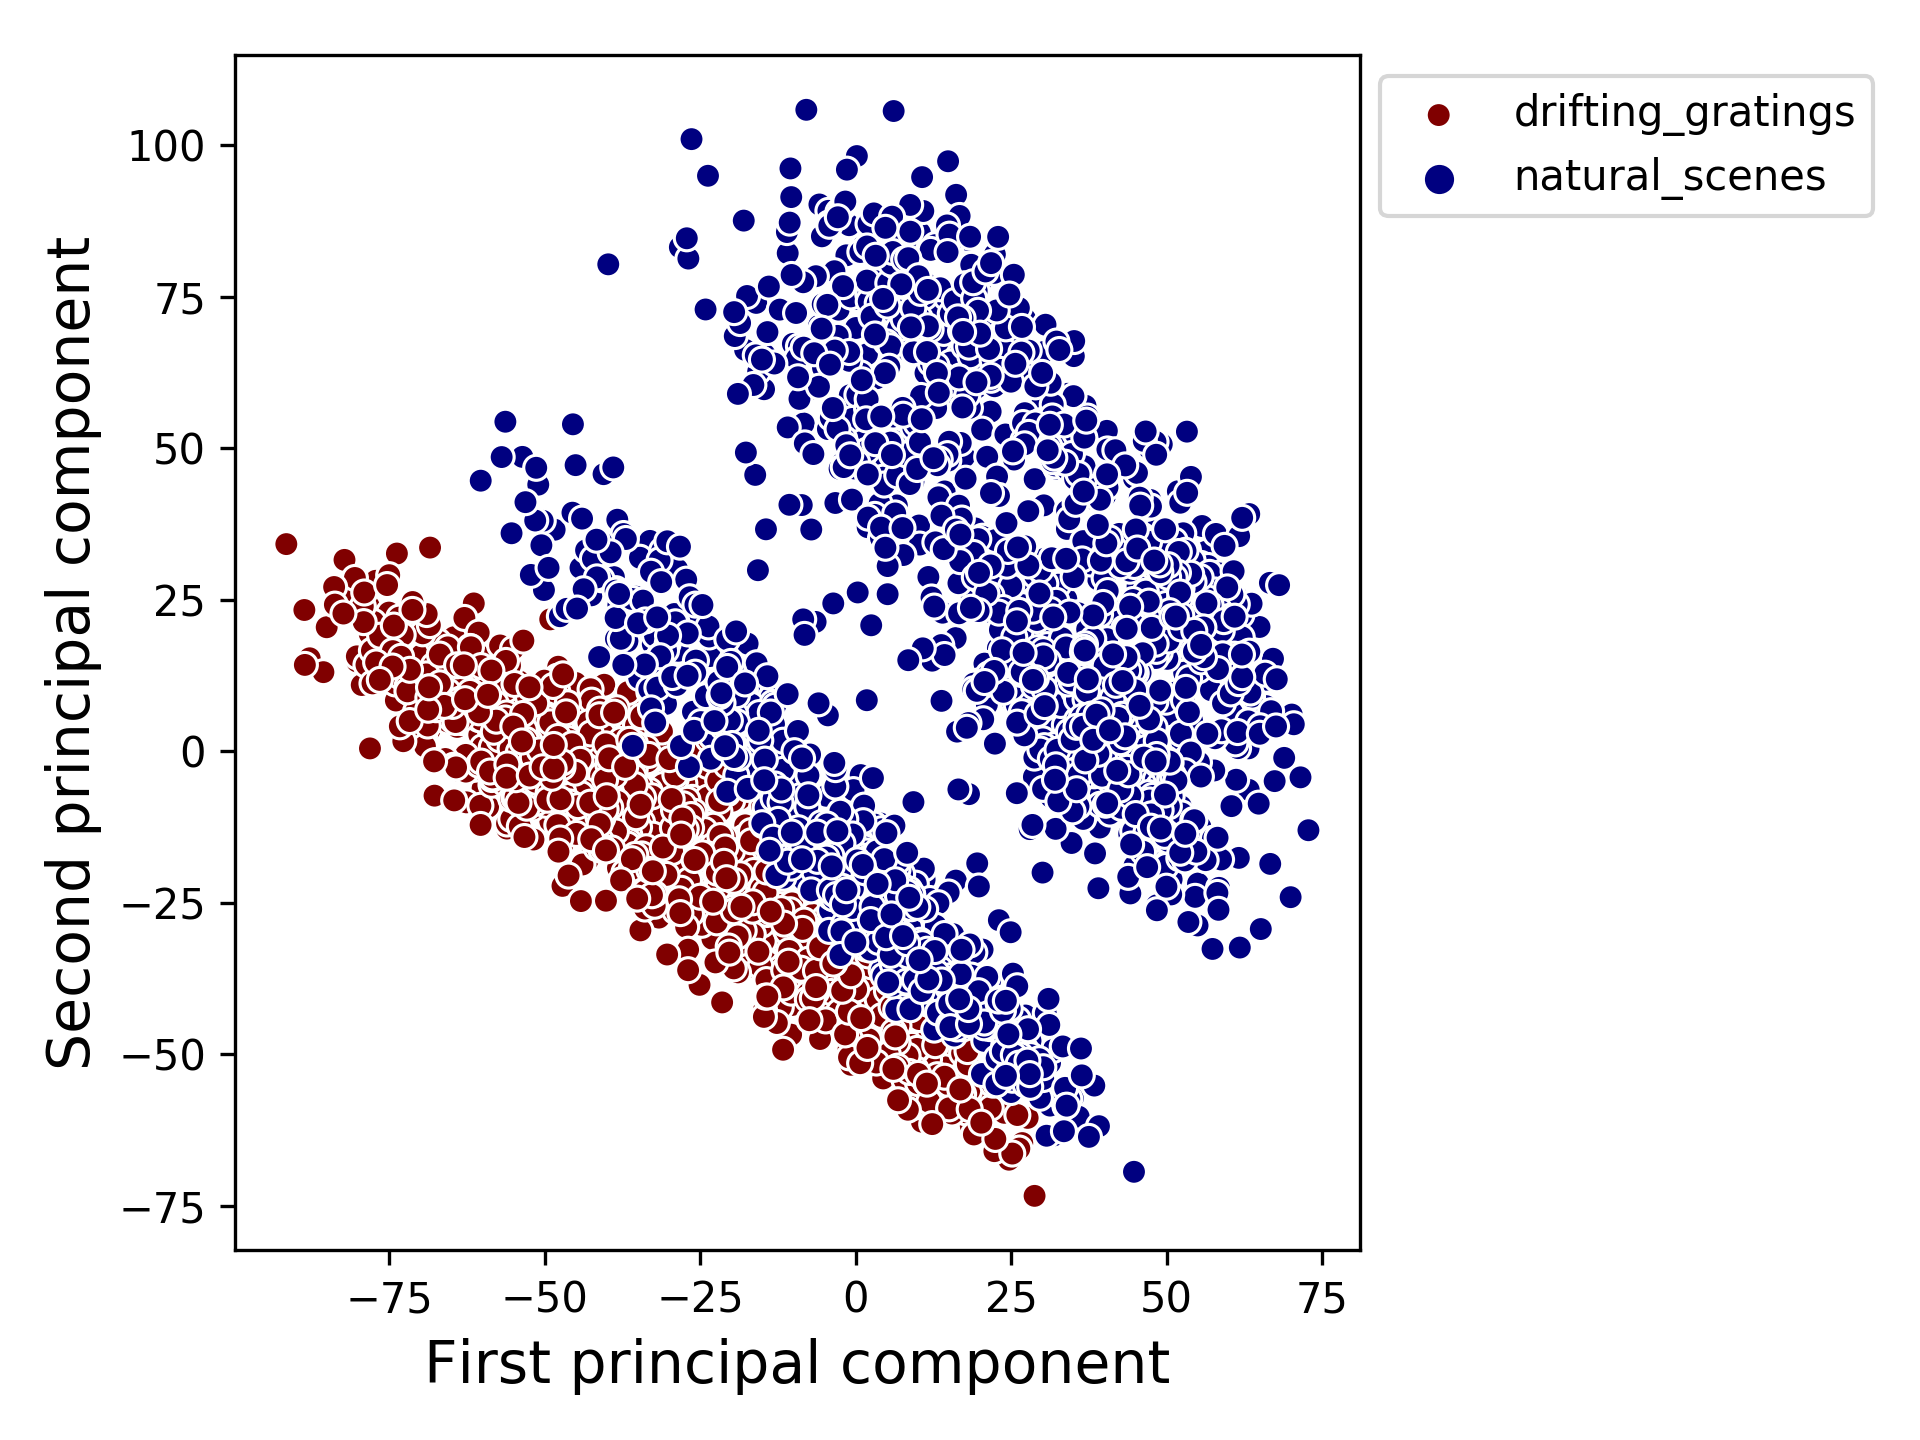 drifting_gratings
natural_scenes
100
75
50
25
0
−25
−50
−75
Second principal component
−75 −50 −25 0 25 50 75
First principal component